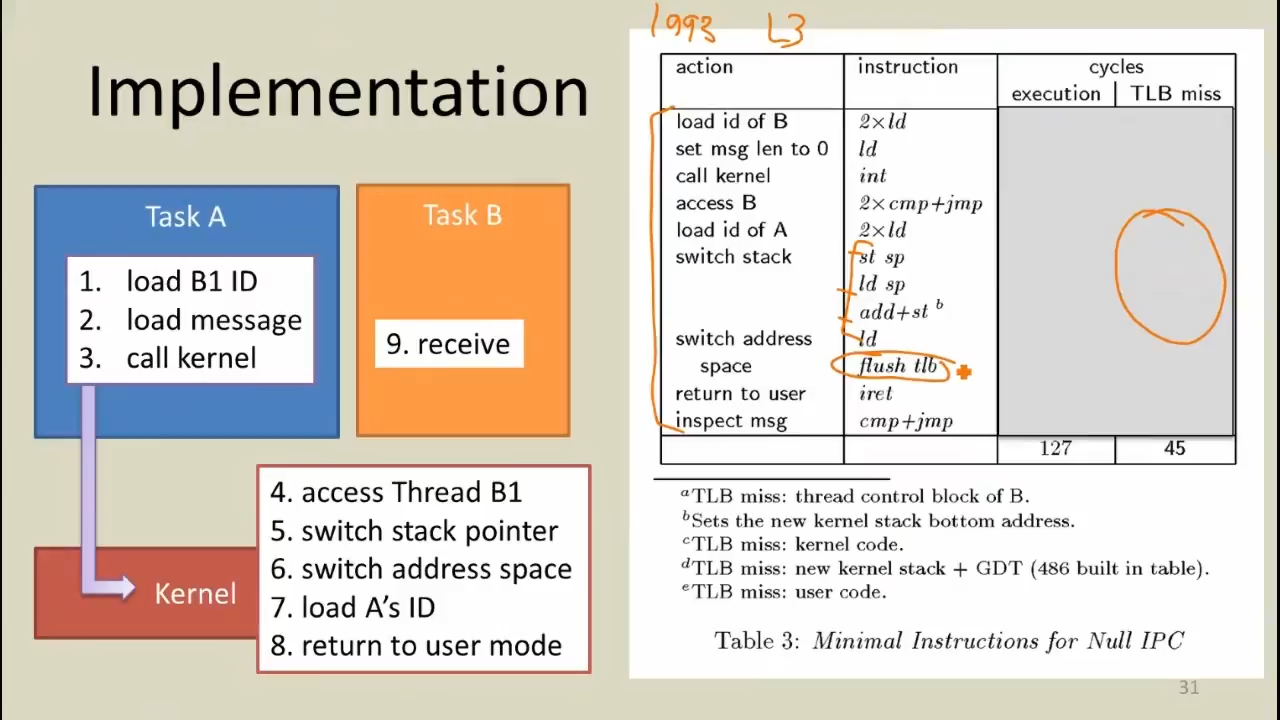 1993 L3
Implementation
Task A
1. load B1 ID
2. load message
3. call kernel
Task B
9. receive
Kernel
4. access Thread B1
5. switch stack pointer
6. switch address space
7. load A's ID
8. return to user mode
action instruction cycles
execution TLB miss
load id of B 2×ld
set msg len to 0 ld
call kernel int
access B 2×cmp+jmp
load id of A 2×ld
switch stack st sp
ld sp
add+st b
switch address ld
space flush tlb
return to user iret
inspect msg cmp+jmp
127 45
a TLB miss: thread control block of B.
b Sets the new kernel stack bottom address.
c TLB miss: kernel code.
d TLB miss: new kernel stack + GDT (486 built in table).
e TLB miss: user code.
Table 3: Minimal Instructions for Null IPC
31